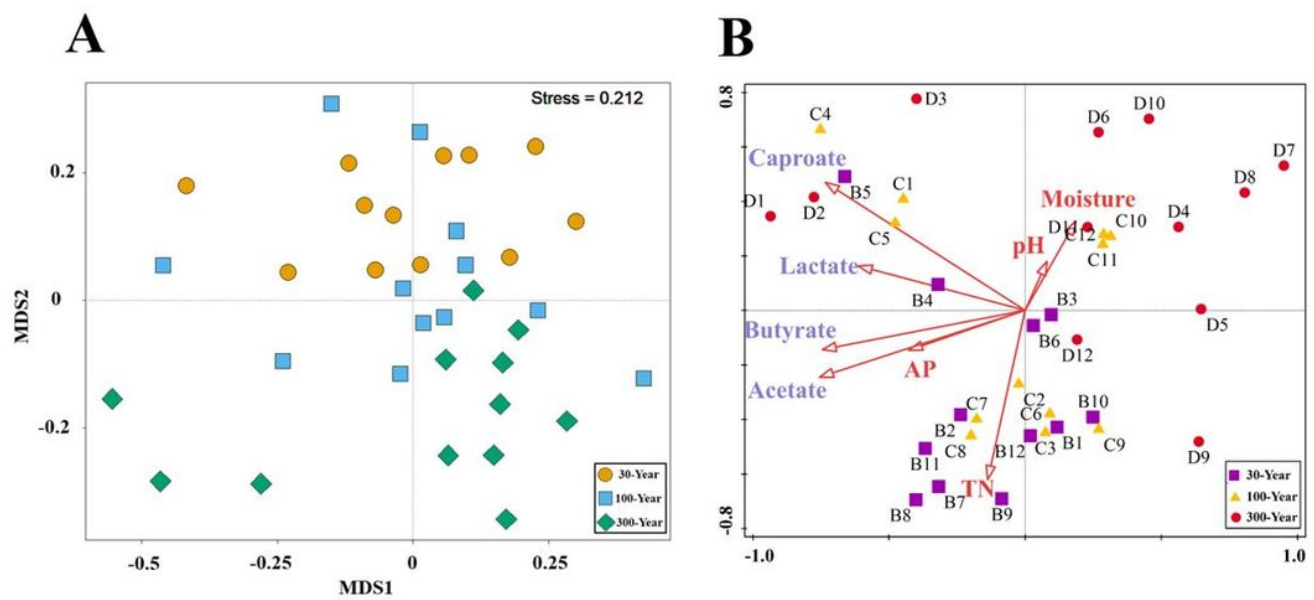 A
Stress = 0.212
0.2
0
-0.2
MDS2
-0.5
-0.25
0
0.25
MDS1
30-Year
100-Year
300-Year
B
0.8
-0.8
-1.0
1.0
C4
D3
D10
D6
D7
Caproate
B5
C1
D8
D1
D2
Moisture
C5
D11
C12
C10
D4
pH
C11
Lactate
B4
B3
D5
Butyrate
B6
D12
AP
Acetate
C7
C2
B10
B2
C6
C8
B12
C3
B1
C9
D9
B11
TN
B7
B8
B9
30-Year
100-Year
300-Year